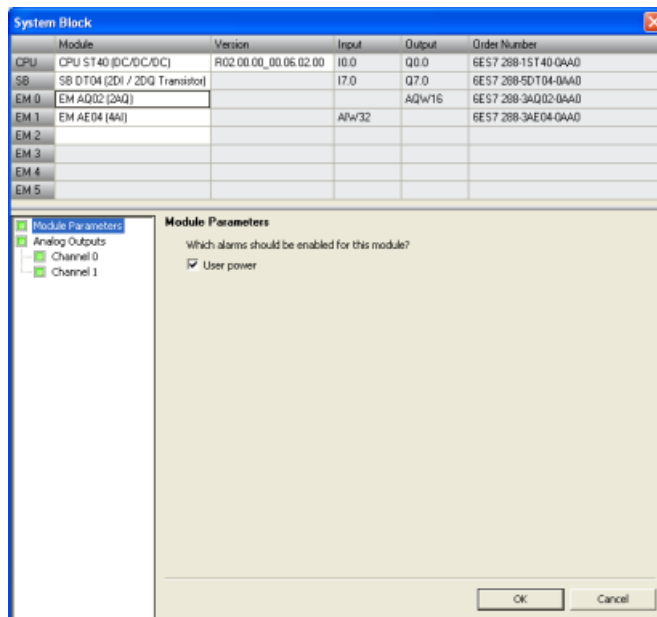 System Block
Module Version Input Output Order Number
CPU CPU ST40 (DC/DC/DC) R02.00.00_00.06.02.00 I0.0 Q0.0 6ES7 288-1ST40-0AA0
SB SB DT04 (2DI / 2DQ Transistor) I7.0 Q7.0 6ES7 288-5DT04-0AA0
EM 0 EM AQ02 (2AQ) AQW16 6ES7 288-3AQ02-0AA0
EM 1 EM AE04 (4AI) AIW32 6ES7 288-3AE04-0AA0
EM 2
EM 3
EM 4
EM 5
Module Parameters
Analog Outputs
Channel 0
Channel 1
Module Parameters
Which alarms should be enabled for this module?
User power
OK Cancel